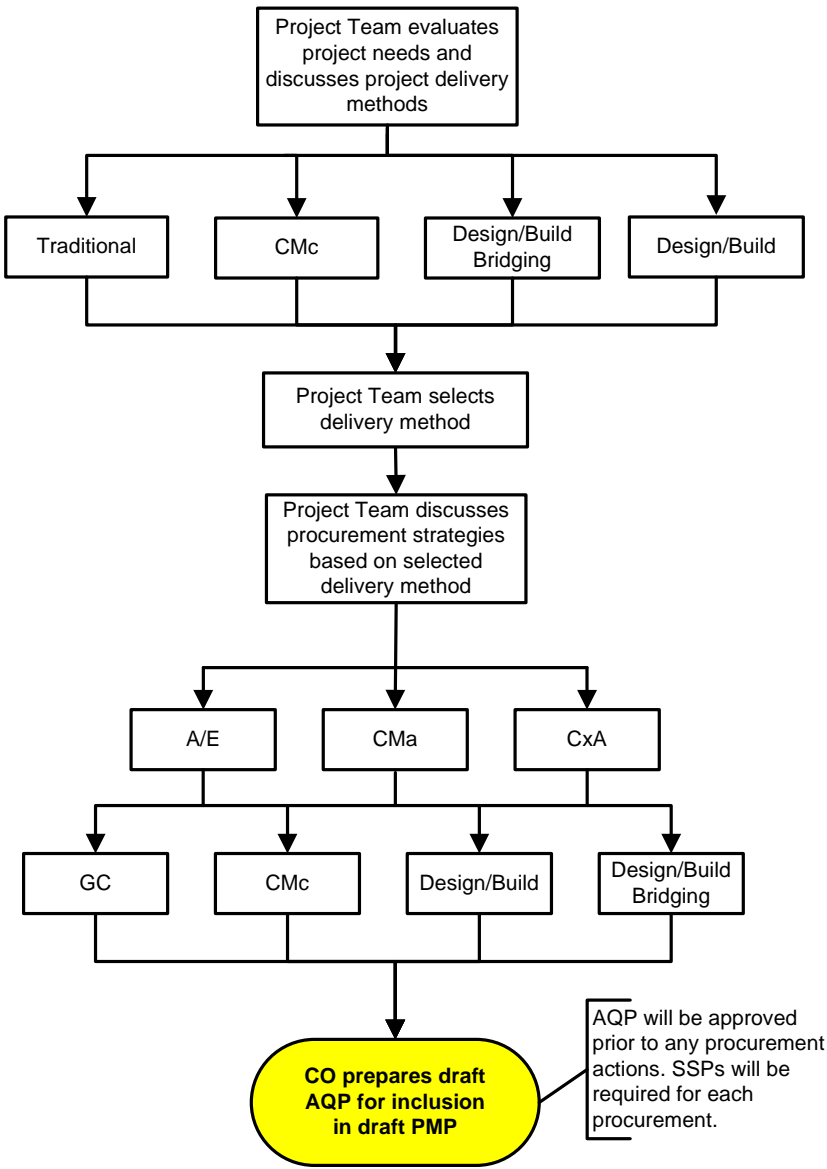 Project Team evaluates
project needs and
discusses project delivery
methods
Traditional
CMc
Design/Build
Bridging
Design/Build
Project Team selects
delivery method
Project Team discusses
procurement strategies
based on selected
delivery method
A/E
CMa
CxA
GC
CMc
Design/Build
Design/Build
Bridging
CO prepares draft
AQP for inclusion
in draft PMP
AQP will be approved
prior to any procurement
actions. SSPs will be
required for each
procurement.